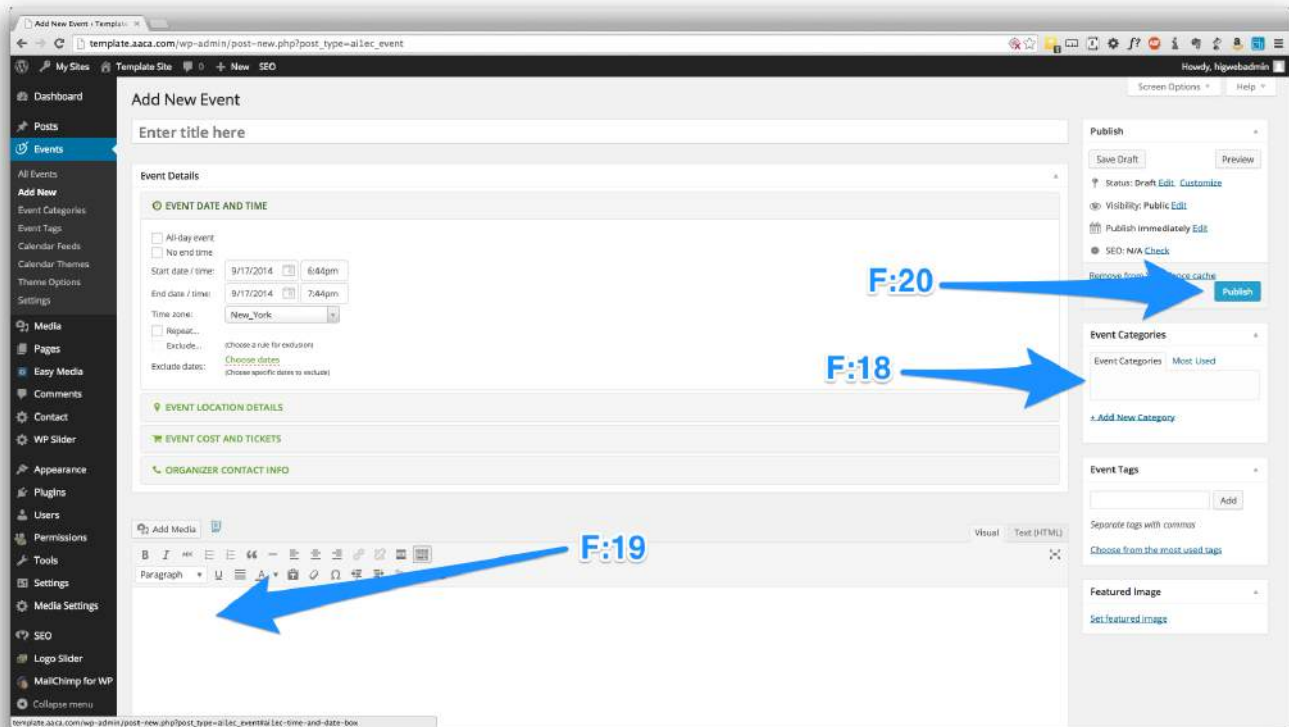 Add New Event ‹ Templat
template.aaca.com/wp-admin/post-new.php?post_type=ai1ec_event
My Sites Template Site 0 + New SEO
Howdy, higwebadmin
Screen Options Help
Dashboard
Posts
Events
All Events
Add New
Event Categories
Event Tags
Calendar Feeds
Calendar Themes
Theme Options
Settings
Media
Pages
Easy Media
Comments
Contact
WP Slider
Appearance
Plugins
Users
Permissions
Tools
Settings
Media Settings
SEO
Logo Slider
MailChimp for WP
Collapse menu
Add New Event
Enter title here
Event Details
EVENT DATE AND TIME
All-day event
No end time
Start date / time: 9/17/2014 6:44pm
End date / time: 9/17/2014 7:44pm
Time zone: New_York
Repeat...
Exclude... (Choose a rule for exclusion)
Exclude dates: Choose dates
(Choose specific dates to exclude)
EVENT LOCATION DETAILS
EVENT COST AND TICKETS
ORGANIZER CONTACT INFO
Add Media
Visual Text (HTML)
B I ABC
Paragraph U A Ω
F:19
F:20
F:18
Publish
Save Draft Preview
Status: Draft Edit Customize
Visibility: Public Edit
Publish immediately Edit
SEO: N/A Check
Remove from cache
Publish
Event Categories
Event Categories Most Used
+ Add New Category
Event Tags
Add
Separate tags with commas
Choose from the most used tags
Featured Image
Set featured image
template.aaca.com/wp-admin/post-new.php?post_type=ai1ec_event#ai1ec-time-and-date-box